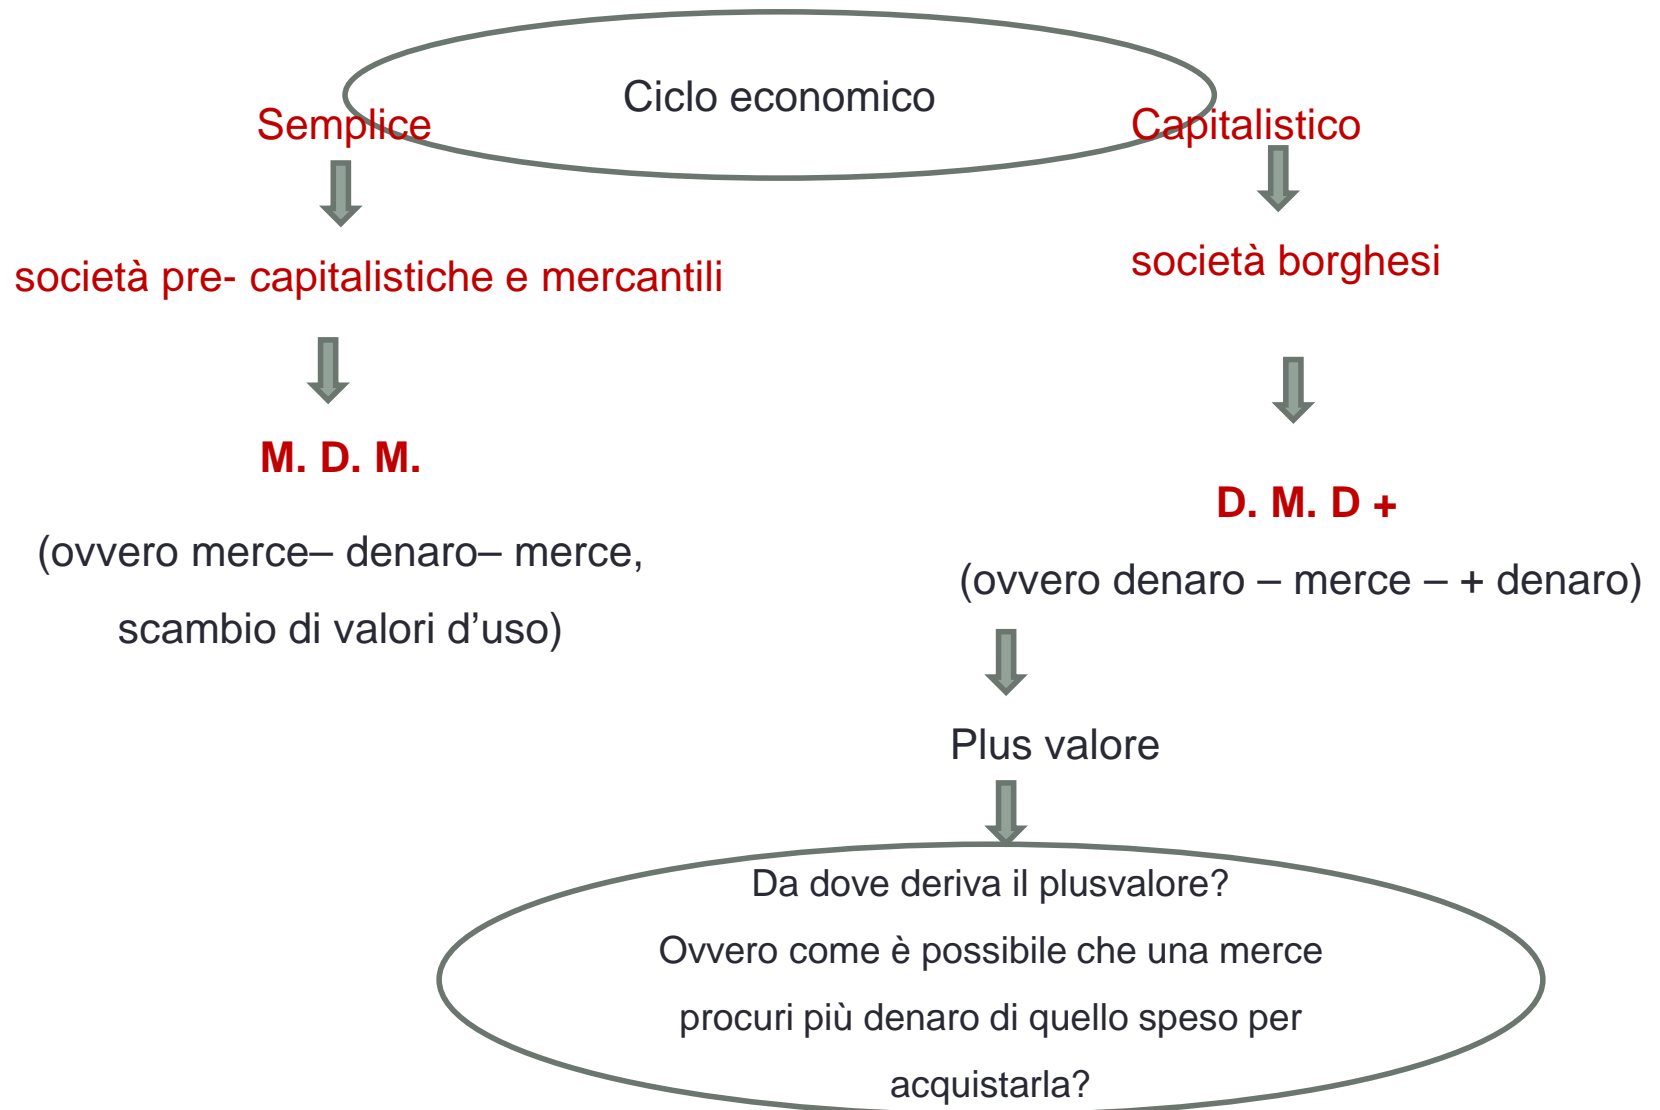 Ciclo economico
Semplice
Capitalistico
società pre- capitalistiche e mercantili
società borghesi
M. D. M.
D. M. D +
(ovvero merce– denaro– merce,
scambio di valori d’uso)
(ovvero denaro – merce – + denaro)
Plus valore
Da dove deriva il plusvalore?
Ovvero come è possibile che una merce
procuri più denaro di quello speso per
acquistarla?